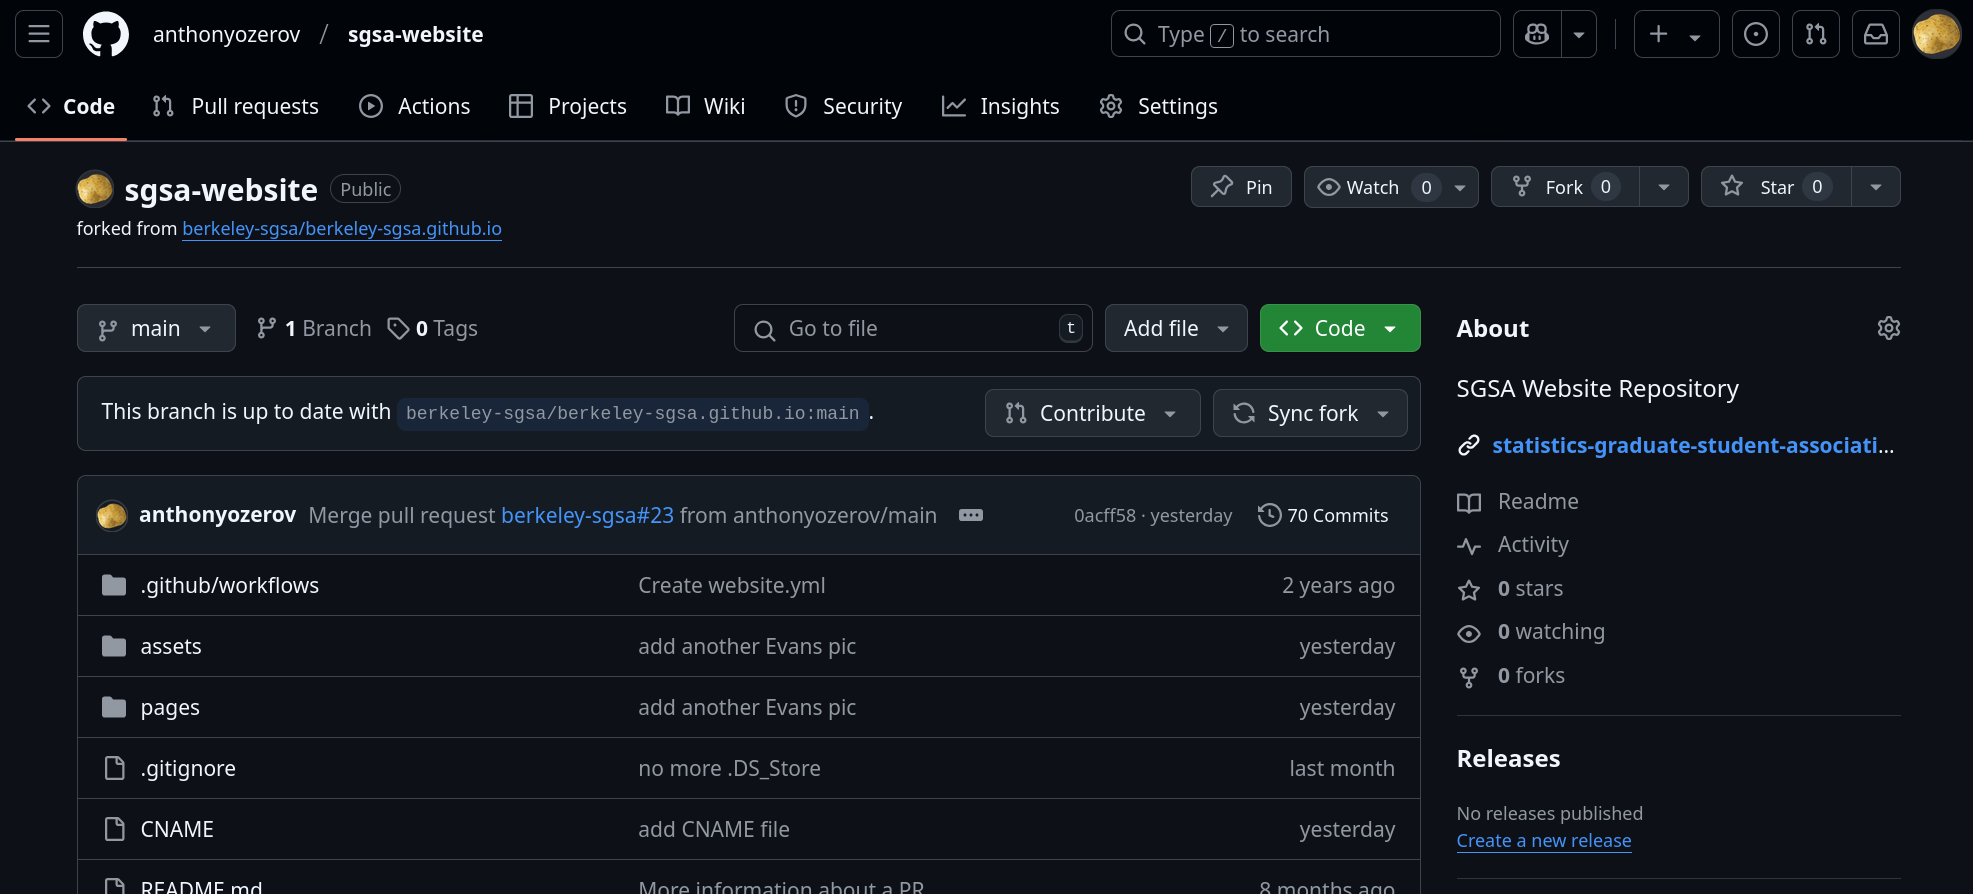 anthonyozerov / sgsa-website
Type / to search
Code Pull requests Actions Projects Wiki Security Insights Settings
sgsa-website Public
Pin Watch 0 Fork 0 Star 0
forked from berkeley-sgsa/berkeley-sgsa.github.io
main 1 Branch 0 Tags
Go to file t Add file Code
This branch is up to date with berkeley-sgsa/berkeley-sgsa.github.io:main.
Contribute Sync fork
anthonyozerov Merge pull request berkeley-sgsa#23 from anthonyozerov/main 0acff58 · yesterday 70 Commits
.github/workflows Create website.yml 2 years ago
assets add another Evans pic yesterday
pages add another Evans pic yesterday
.gitignore no more .DS_Store last month
CNAME add CNAME file yesterday
README.md More information about a PR 8 months ago
About
SGSA Website Repository
statistics-graduate-student-associati...
Readme
Activity
0 stars
0 watching
0 forks
Releases
No releases published
Create a new release